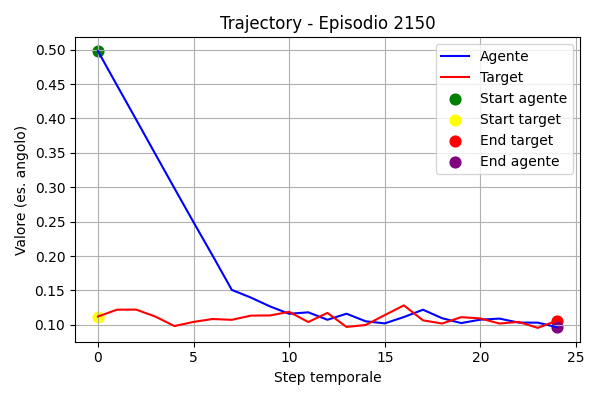 Trajectory - Episodio 2150
Valore (es. angolo)
0.50
0.45
0.40
0.35
0.30
0.25
0.20
0.15
0.10
Agente
Target
Start agente
Start target
End target
End agente
0 5 10 15 20 25
Step temporale